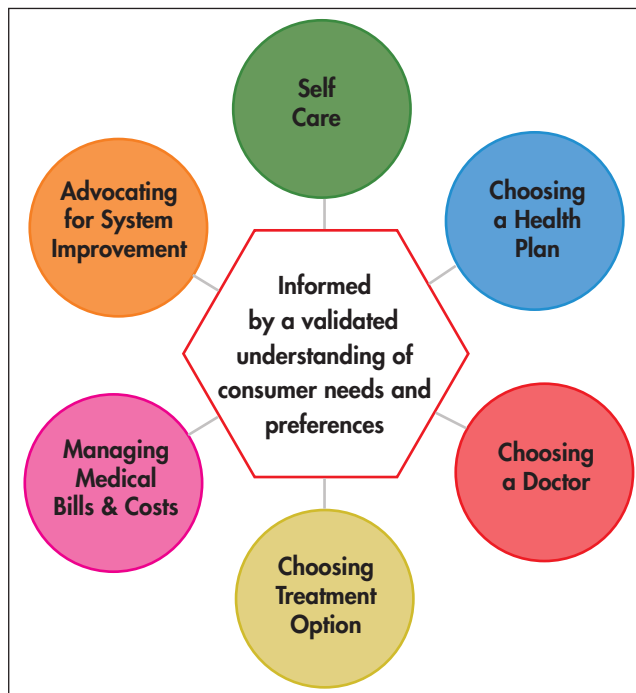 Self
Care
Choosing
a Health
Plan
Choosing
a Doctor
Choosing
Treatment
Option
Managing
Medical
Bills & Costs
Advocating
for System
Improvement
Informed
by a validated
understanding of
consumer needs and
preferences